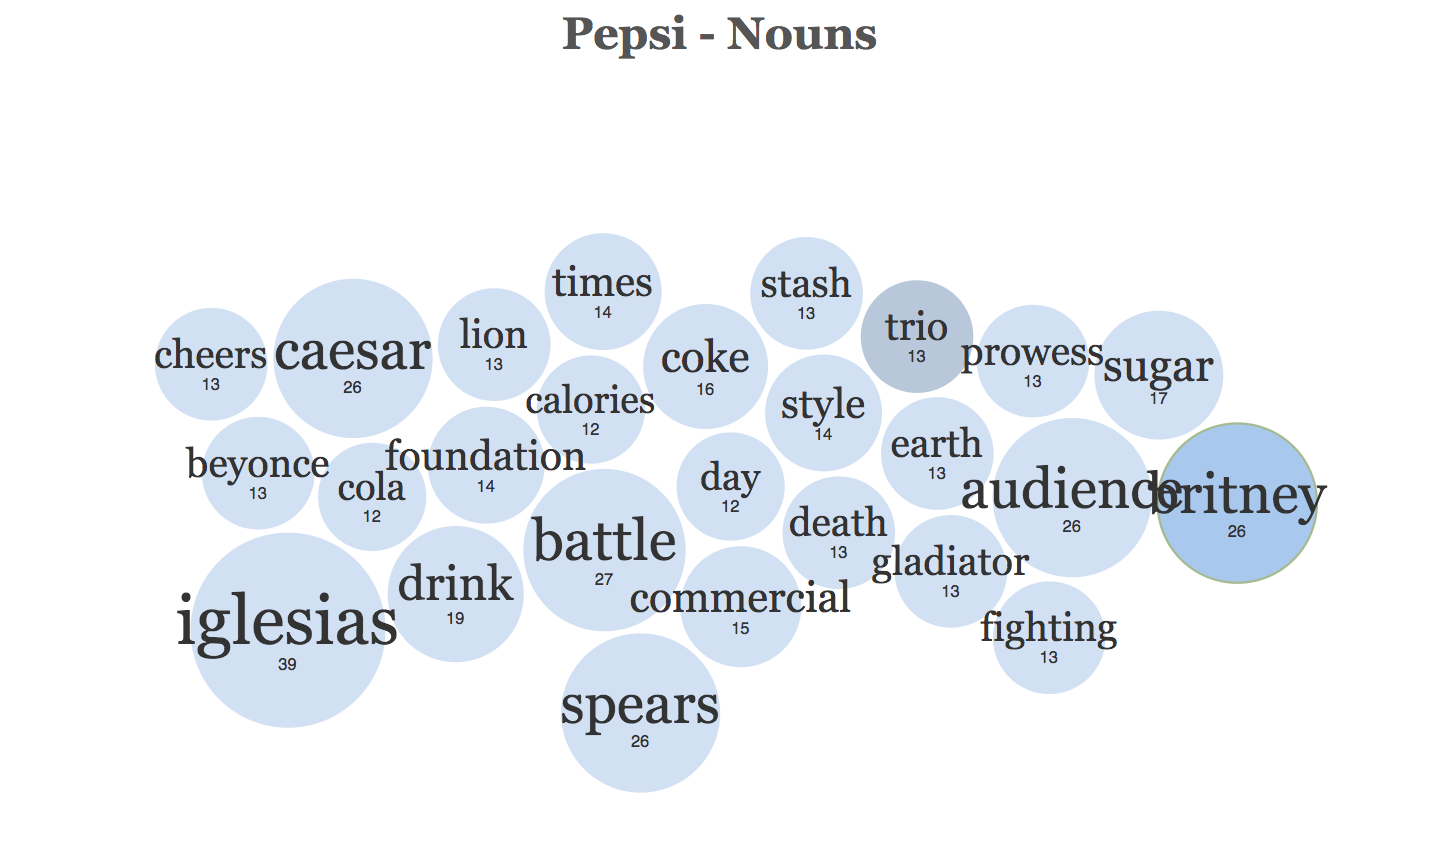 Pepsi - Nouns
times
14
stash
13
trio
13
lion
13
cheers
13
caesar
26
coke
16
prowess
13
sugar
17
calories
12
style
14
beyonce
13
cola
12
foundation
14
day
12
earth
13
audience
26
britney
26
battle
27
death
13
gladiator
13
iglesias
39
drink
19
commercial
15
fighting
13
spears
26